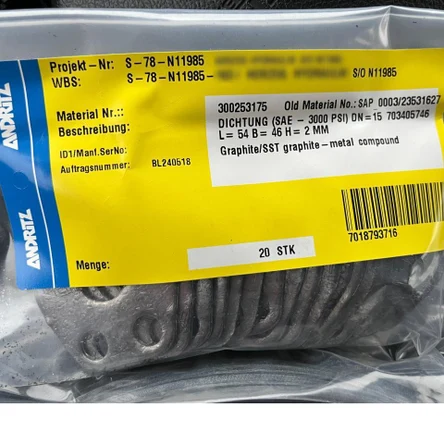 ANDRITZ
ANDRITZ
Projekt-Nr: S-78-N11985
WBS: S-78-N11985- S/O N11985
Material Nr.:: 300253175 Old Material No.: SAP_0003/23531627
Beschreibung: DICHTUNG (SAE - 3000 PSI) DN=15 703405746
L= 54 B= 46 H= 2 MM
ID1/Manf.SerNo: Graphite/SST graphite-metal compound
Auftragsnummer: BL240518
7018793716
Menge: 20 STK